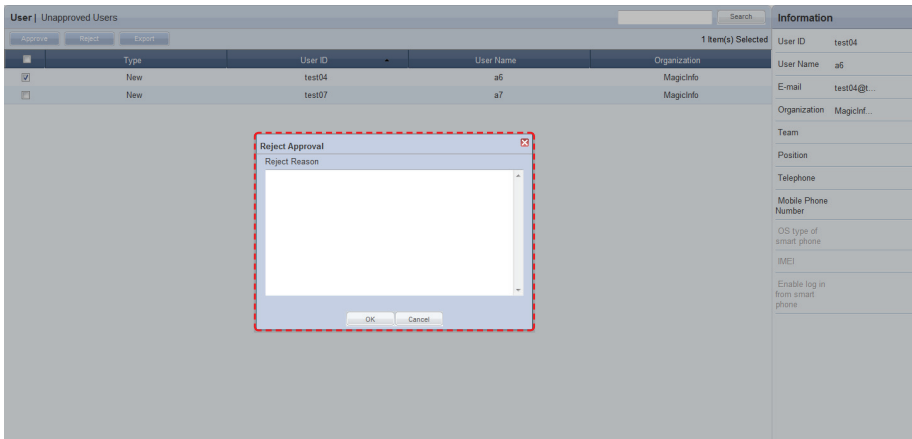 User | Unapproved Users
Search
Approve Reject Export
1 Item(s) Selected
Type User ID User Name Organization
New test04 a6 MagicInfo
New test07 a7 MagicInfo
Reject Approval
Reject Reason
OK Cancel
Information
User ID test04
User Name a6
E-mail test04@t...
Organization MagicInf...
Team
Position
Telephone
Mobile Phone
Number
OS type of
smart phone
IMEI
Enable log in
from smart
phone